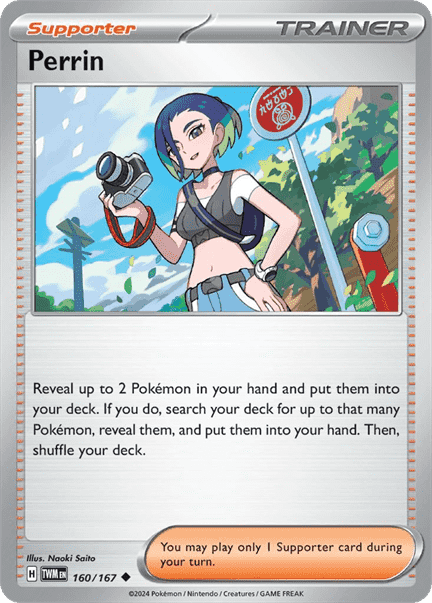 Supporter TRAINER
Perrin
Reveal up to 2 Pokémon in your hand and put them into
your deck. If you do, search your deck for up to that many
Pokémon, reveal them, and put them into your hand. Then,
shuffle your deck.
Illus. Naoki Saito
You may play only 1 Supporter card during
your turn.
H TWM EN 160/167 ◆
©2024 Pokémon / Nintendo / Creatures / GAME FREAK